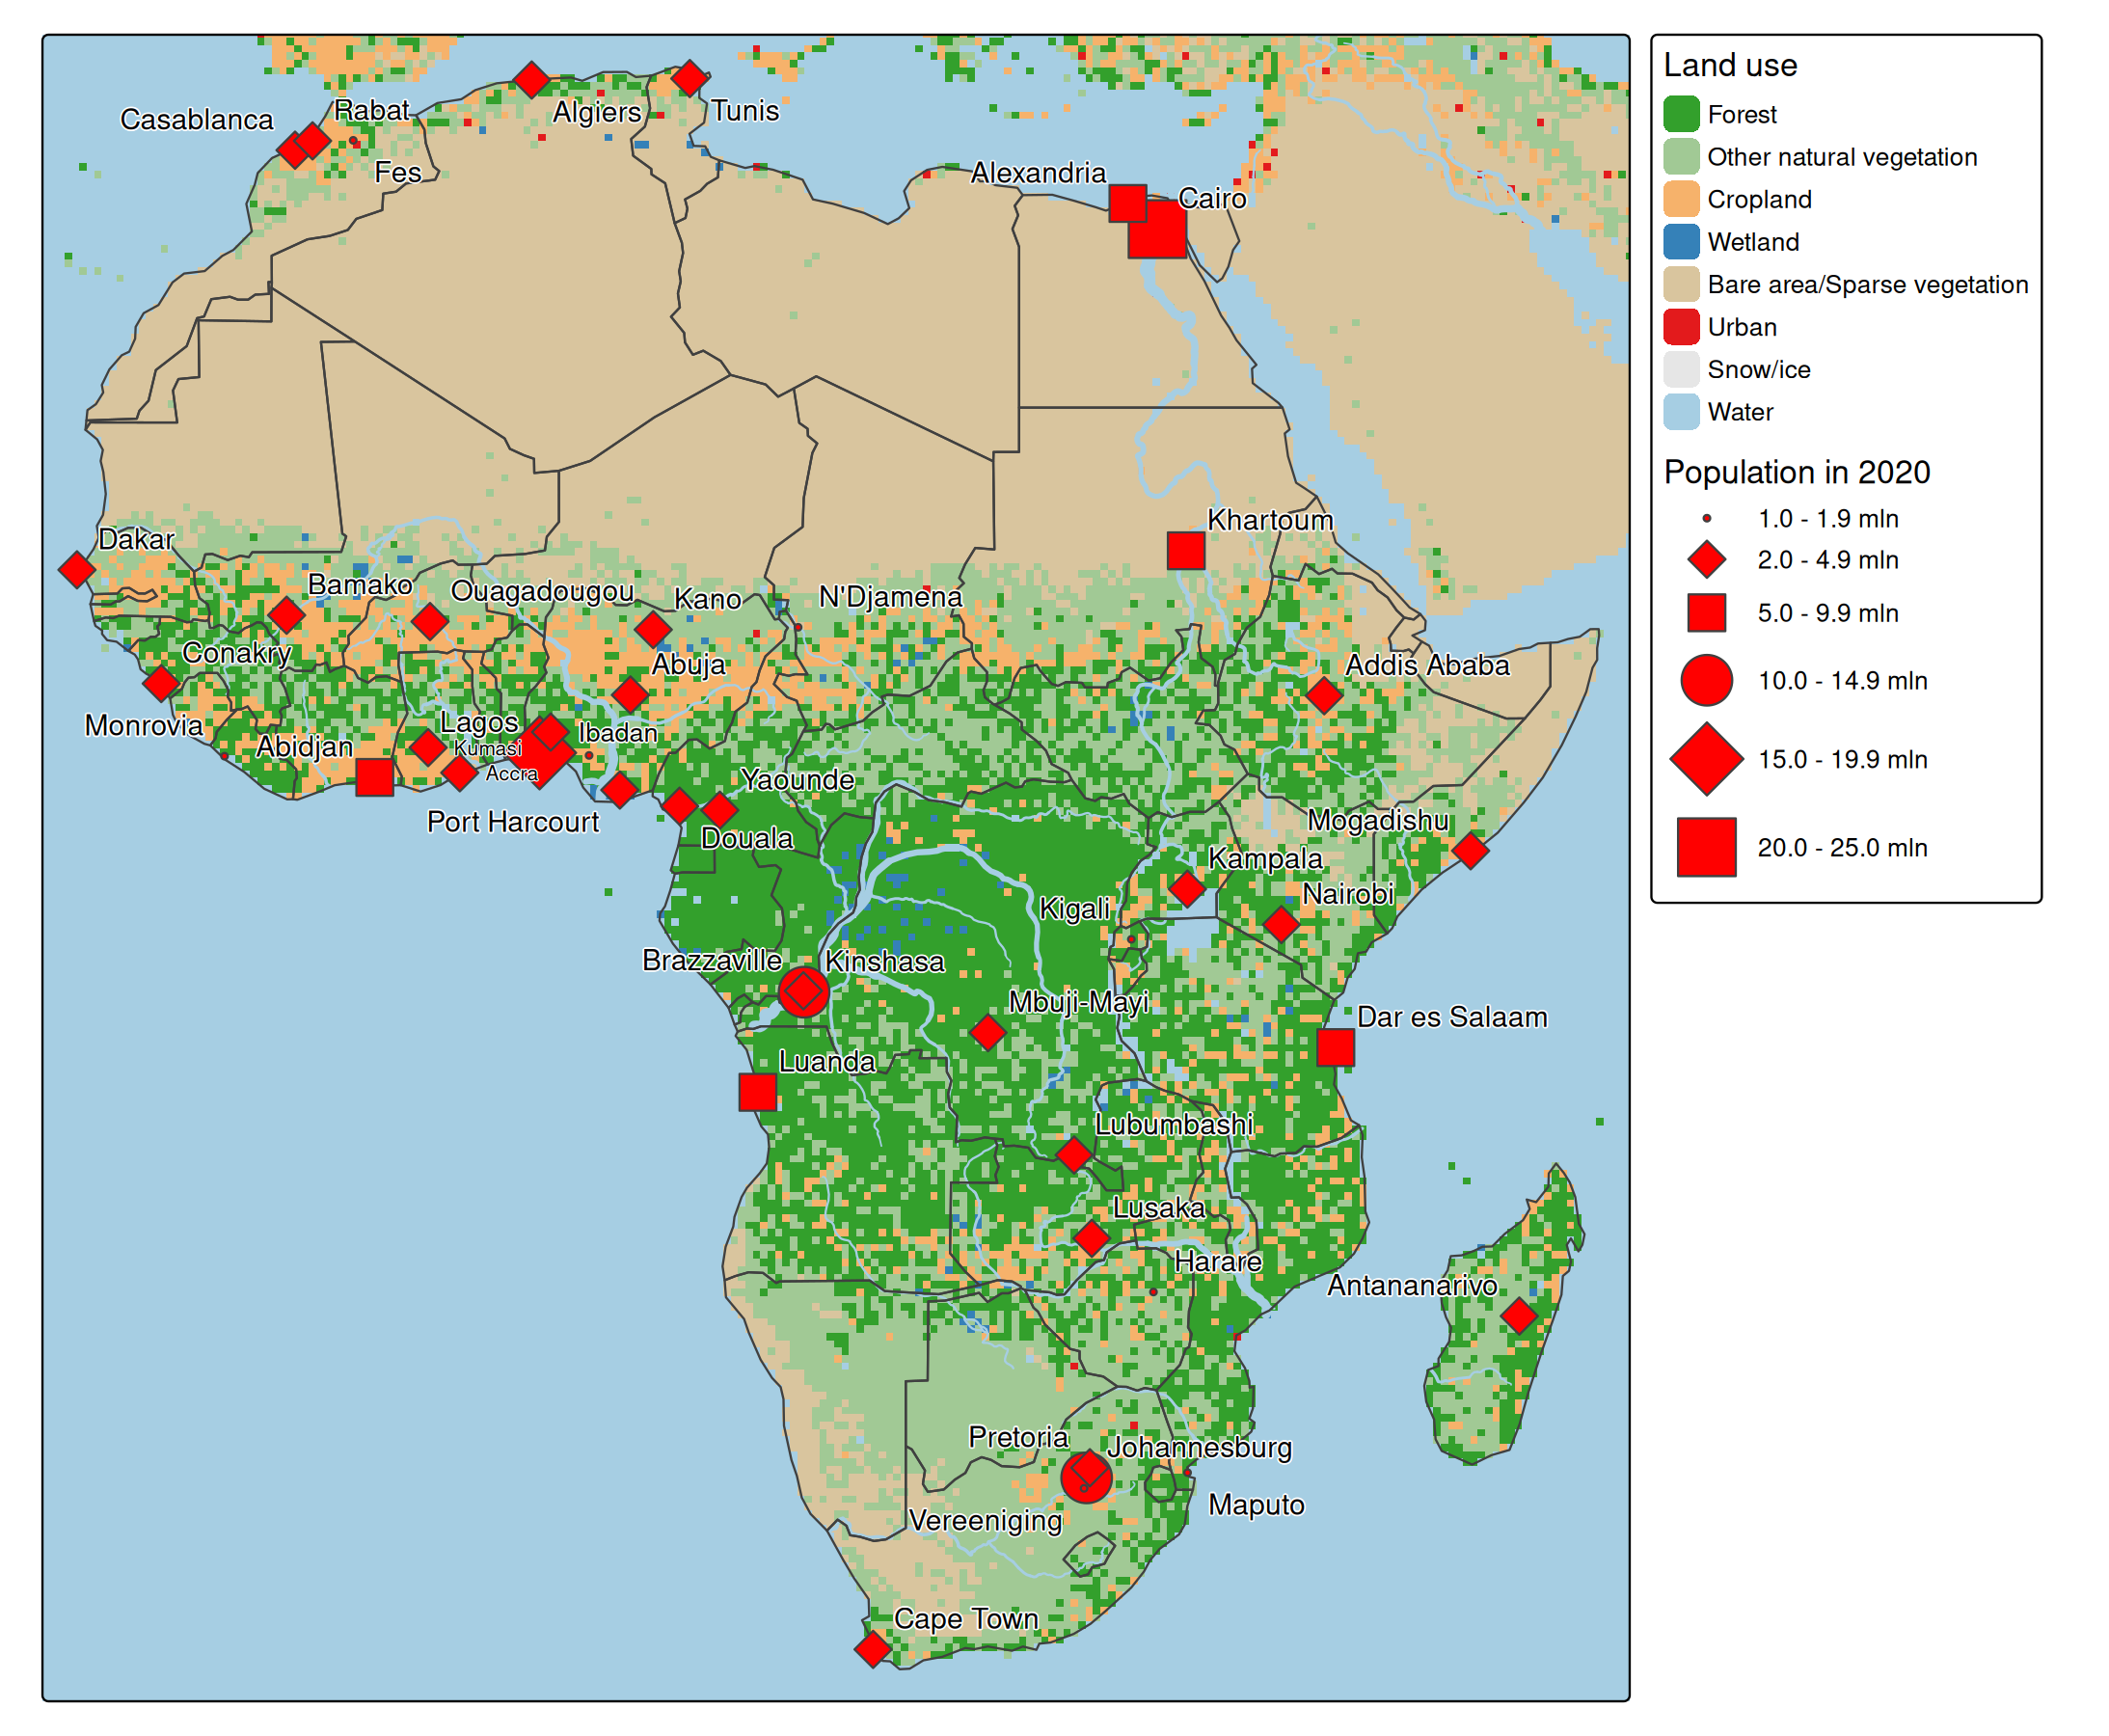 Casablanca
Rabat
Algiers
Tunis
Fes
Alexandria
Cairo
Khartoum
Dakar
Bamako
Ouagadougou
Kano
N'Djamena
Conakry
Abuja
Addis Ababa
Monrovia
Abidjan
Lagos
Kumasi
Accra
Ibadan
Yaounde
Port Harcourt
Douala
Mogadishu
Kampala
Nairobi
Kigali
Brazzaville
Kinshasa
Mbuji-Mayi
Dar es Salaam
Luanda
Lubumbashi
Lusaka
Harare
Antananarivo
Pretoria
Johannesburg
Maputo
Vereeniging
Cape Town
Land use
Forest
Other natural vegetation
Cropland
Wetland
Bare area/Sparse vegetation
Urban
Snow/ice
Water
Population in 2020
1.0 - 1.9 mln
2.0 - 4.9 mln
5.0 - 9.9 mln
10.0 - 14.9 mln
15.0 - 19.9 mln
20.0 - 25.0 mln